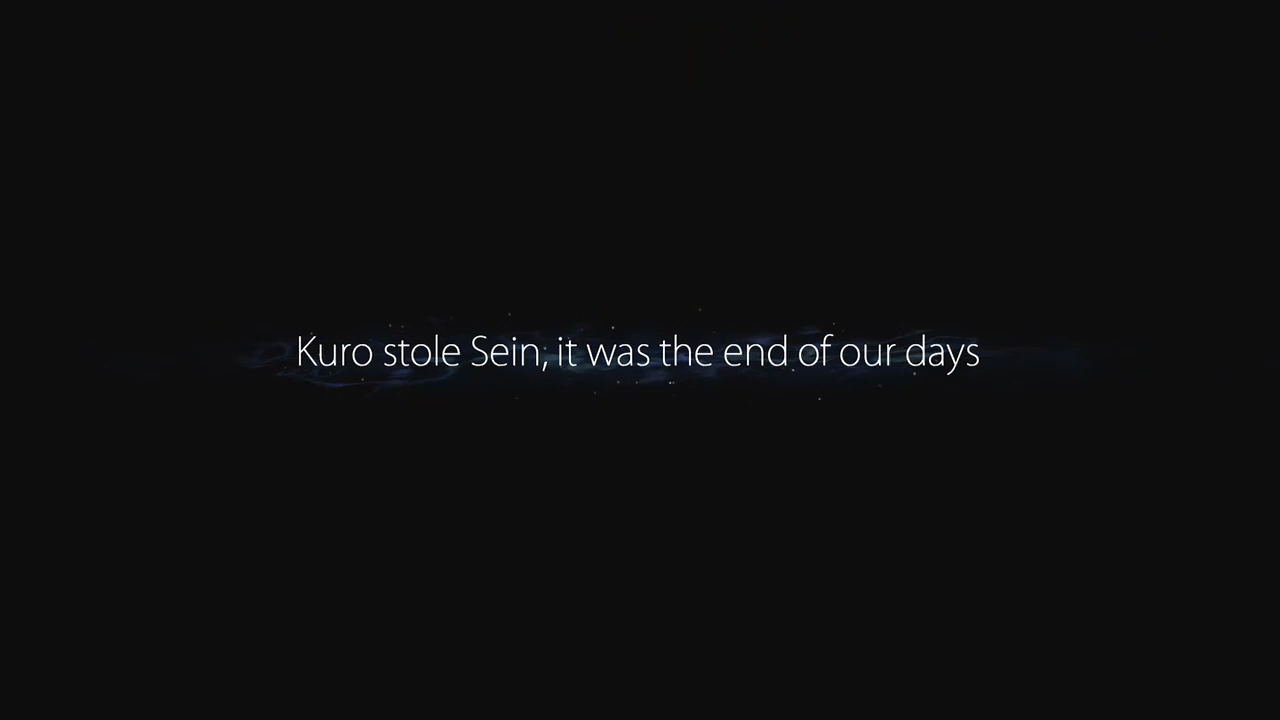 Kuro stole Sein, it was the end of our days